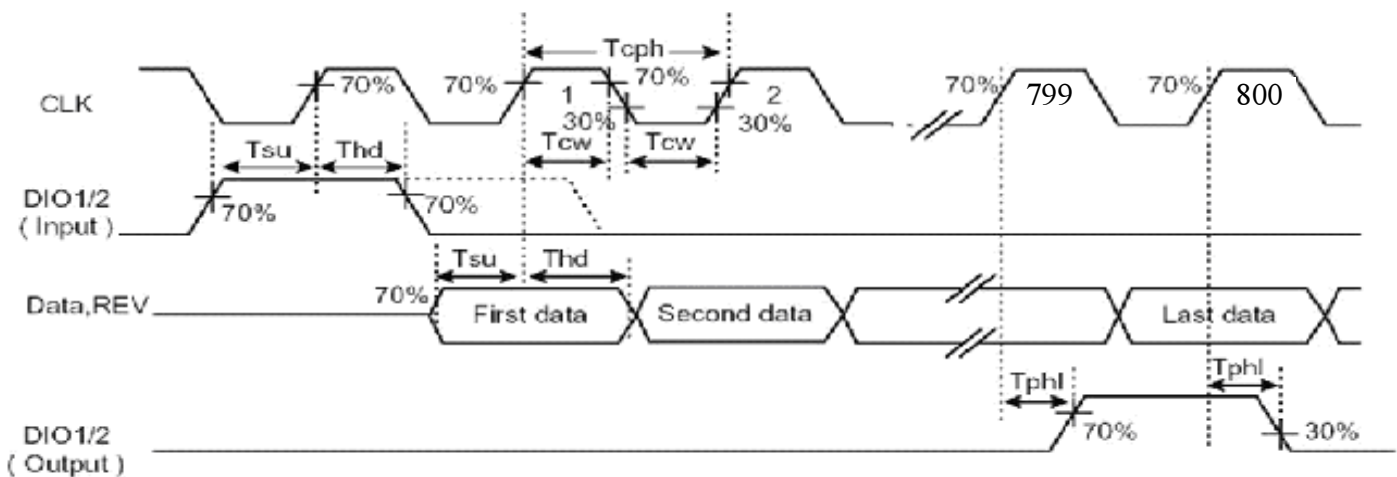 Tcph
70% 70% 70% 70% 70% 70%
CLK 1 2 799 800
30% 30%
Tsu Thd Tcw Tcw
DIO1/2
( Input )
70% 70%
Tsu Thd
Data,REV 70% First data Second data Last data
Tphl Tphl
DIO1/2
( Output )
70% 30%